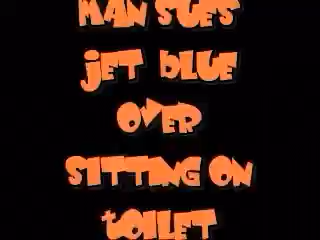 MAN SUES
JET BLUE
OVER
SITTING ON
TOILET